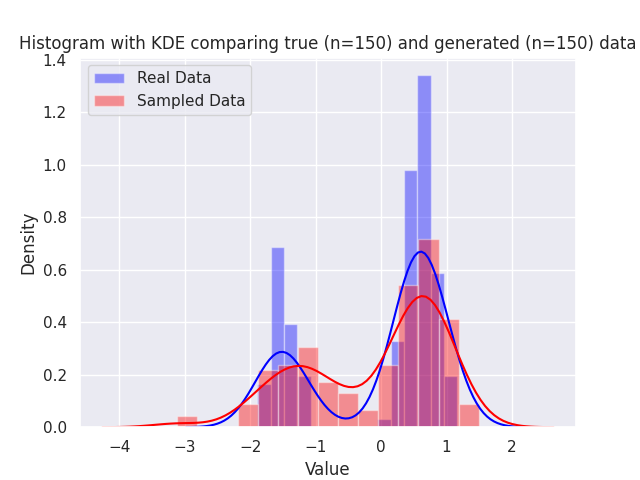 Histogram with KDE comparing true (n=150) and generated (n=150) data
Real Data
Sampled Data
Density
1.4
1.2
1.0
0.8
0.6
0.4
0.2
0.0
−4 −3 −2 −1 0 1 2
Value